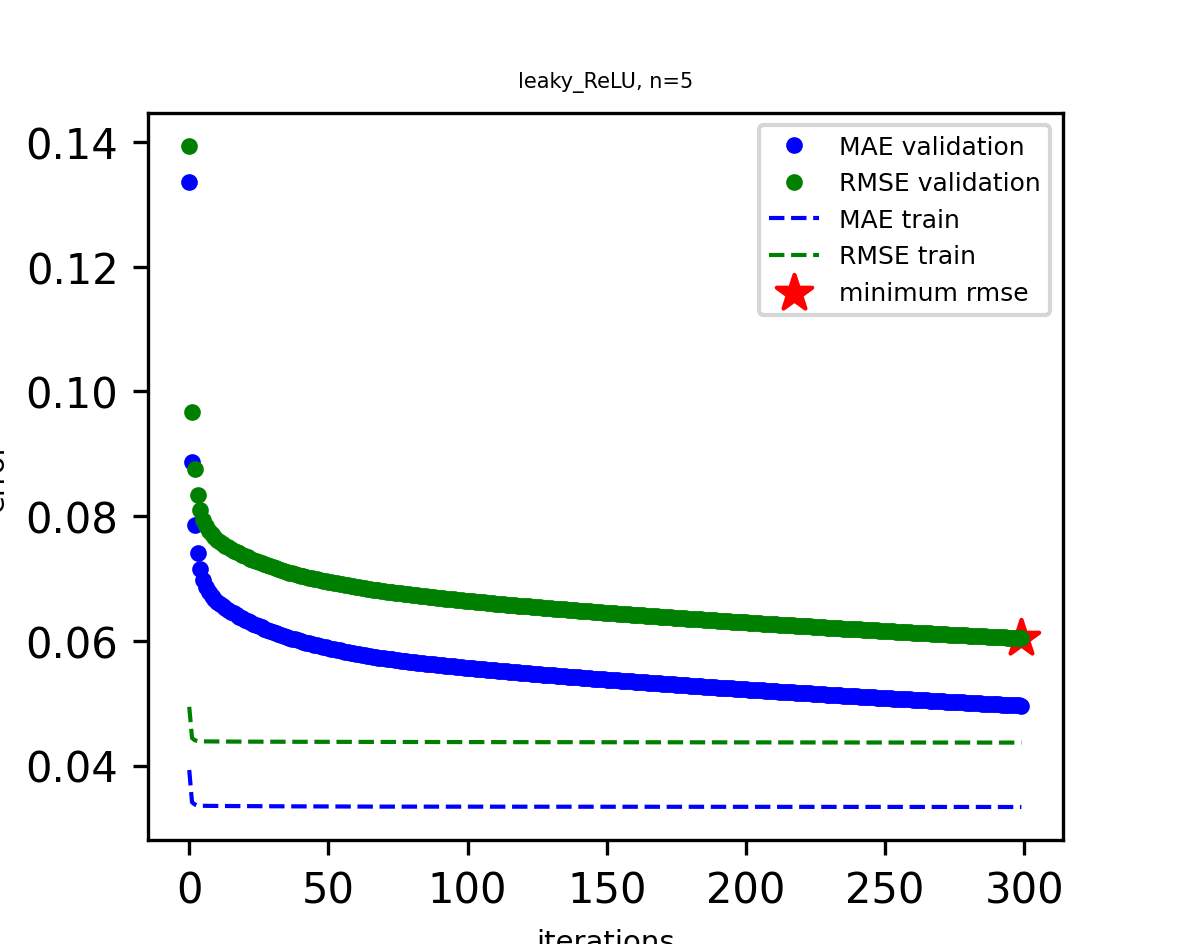 leaky_ReLU, n=5
0.14
0.12
0.10
0.08
0.06
0.04
MAE validation
RMSE validation
MAE train
RMSE train
minimum rmse
0 50 100 150 200 250 300
iterations